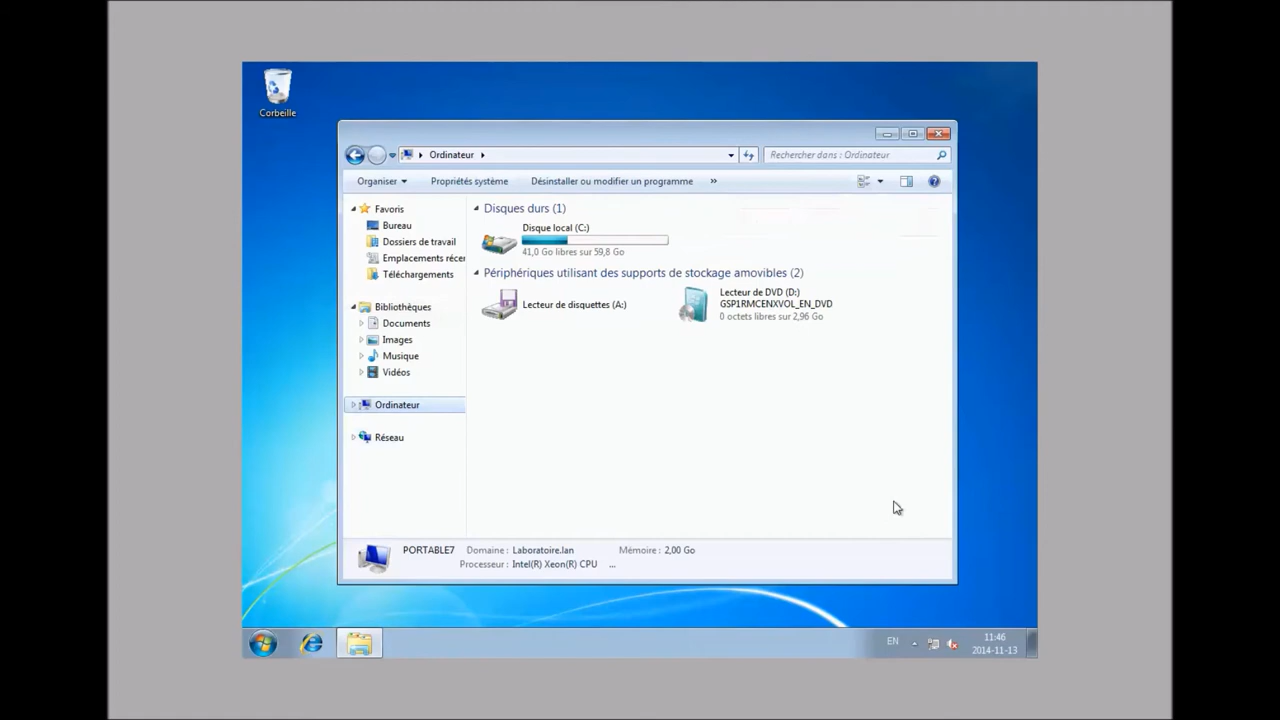 Corbeille
Ordinateur
Rechercher dans : Ordinateur
Organiser
Propriétés système
Désinstaller ou modifier un programme
»
Favoris
Bureau
Dossiers de travail
Emplacements récer
Téléchargements
Bibliothèques
Documents
Images
Musique
Vidéos
Ordinateur
Réseau
Disques durs (1)
Disque local (C:)
41,0 Go libres sur 59,8 Go
Périphériques utilisant des supports de stockage amovibles (2)
Lecteur de disquettes (A:)
Lecteur de DVD (D:)
GSP1RMCENXVOL_EN_DVD
0 octets libres sur 2,96 Go
PORTABLE7 Domaine : Laboratoire.lan Mémoire : 2,00 Go
Processeur : Intel(R) Xeon(R) CPU ...
EN
11:46
2014-11-13